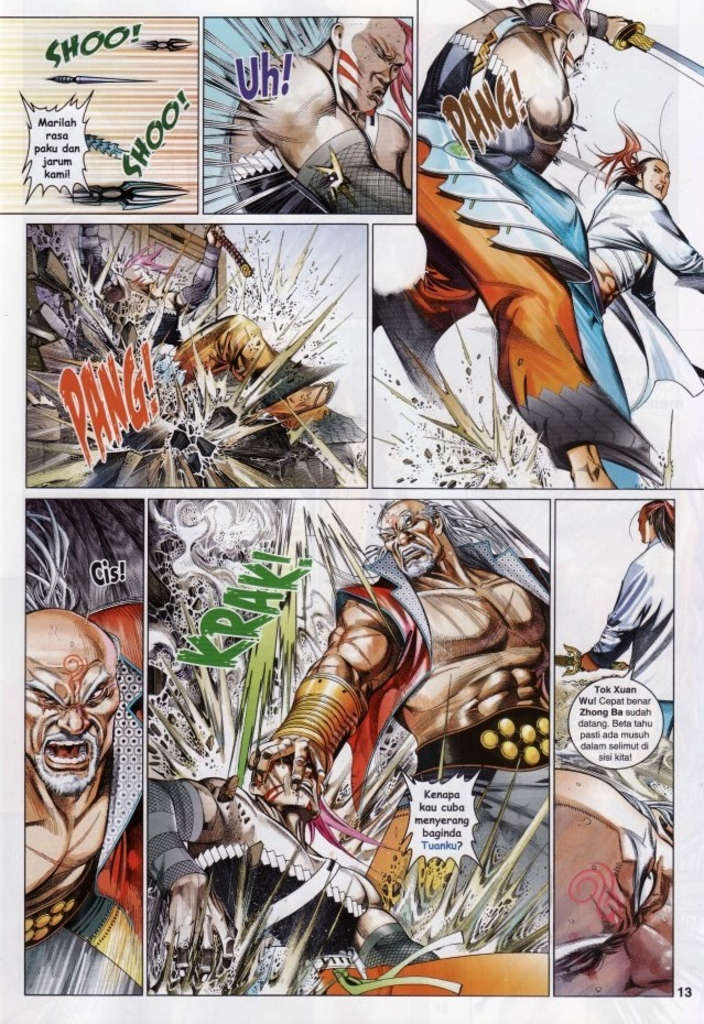 SHOO!
SHOO!
Marilah
rasa
paku dan
jarum
kami!
Uh!
PANG!
PANG!
Cis!
KRAK!
Kenapa
kau cuba
menyerang
baginda
Tuanku?
Tok Xuan
Wu! Cepat benar
Zhong Ba sudah
datang. Beta tahu
pasti ada musuh
dalam selimut di
sisi kita!
13